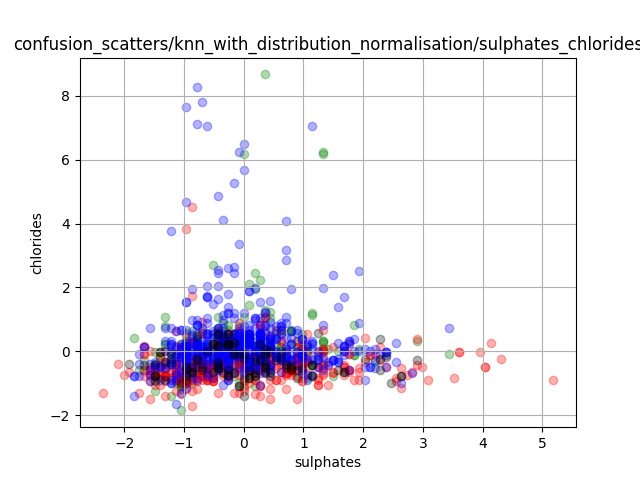 confusion_scatters/knn_with_distribution_normalisation/sulphates_chlorides
8
6
4
2
0
−2
chlorides
−2 −1 0 1 2 3 4 5
sulphates